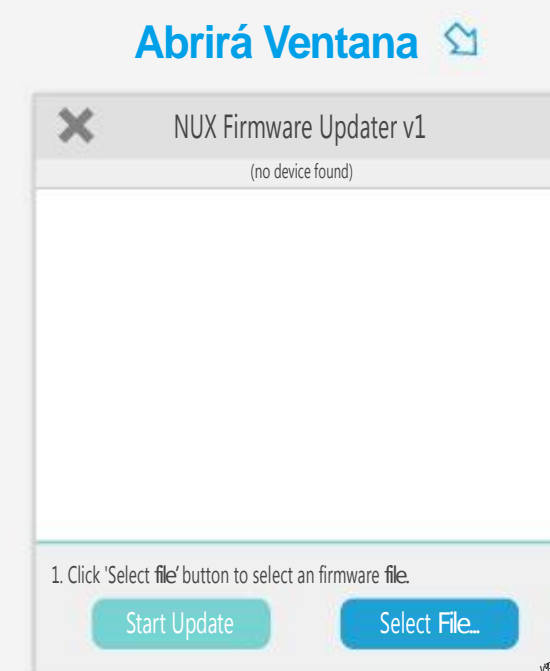 Abrirá Ventana
NUX Firmware Updater v1
(no device found)
1. Click 'Select file' button to select an firmware file.
Start Update
Select File...